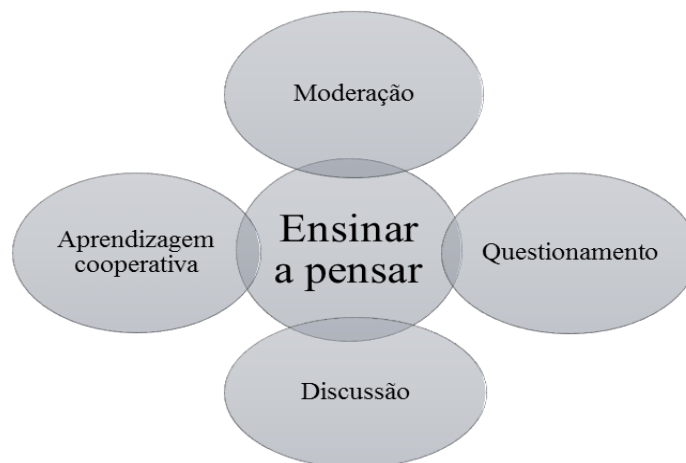 Moderação
Aprendizagem
cooperativa
Ensinar
a pensar
Questionamento
Discussão